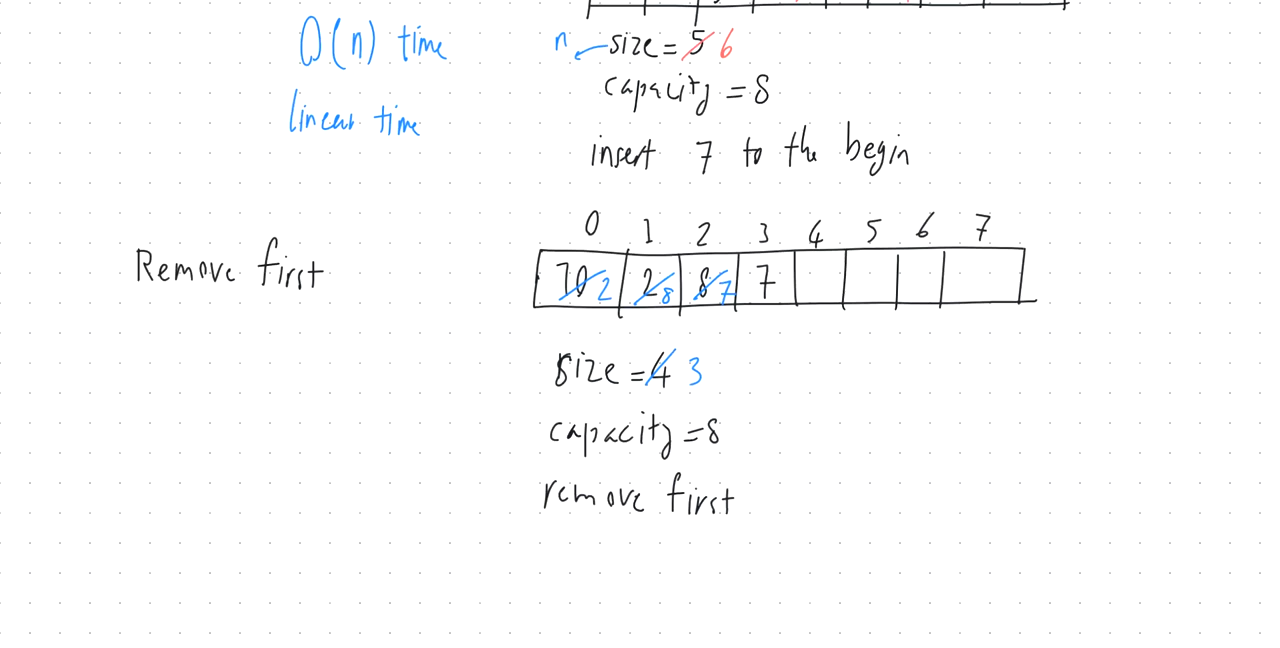 O(n) time
n size = 5 6
capacity = 8
linear time
insert 7 to the begin
0 1 2 3 4 5 6 7
Remove first
10 2 2 8 8 7 7
size = 4 3
capacity = 8
remove first